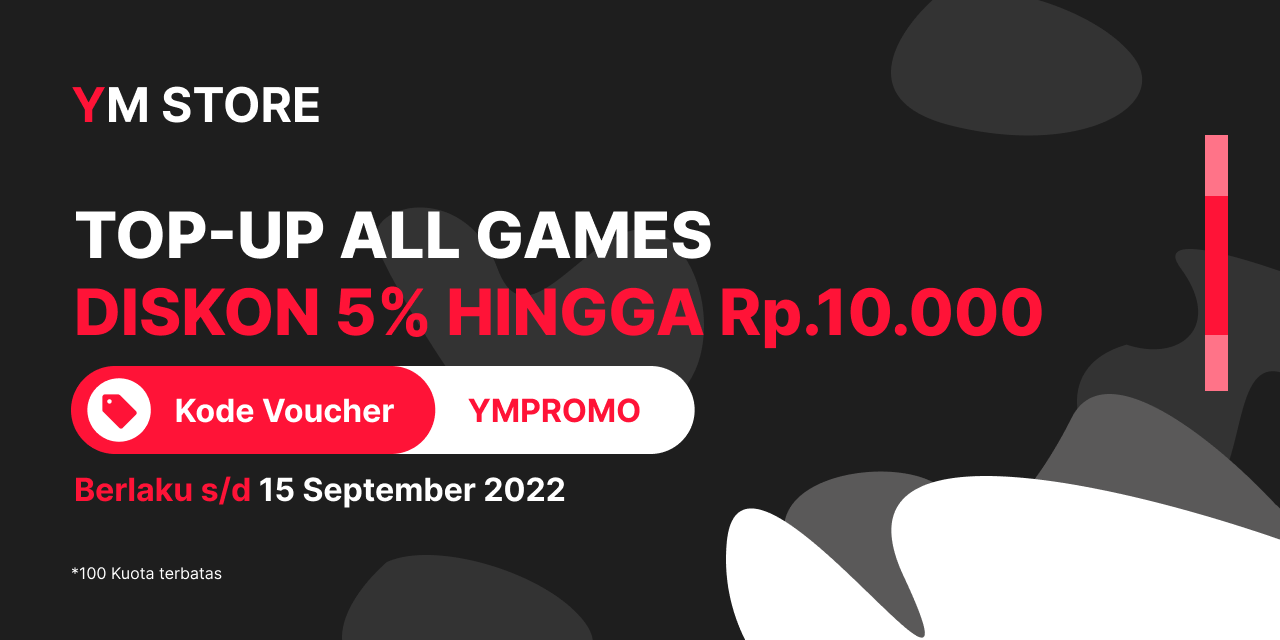 YM STORE
TOP-UP ALL GAMES
DISKON 5% HINGGA Rp.10.000
Kode Voucher YMPROMO
Berlaku s/d 15 September 2022
*100 Kuota terbatas